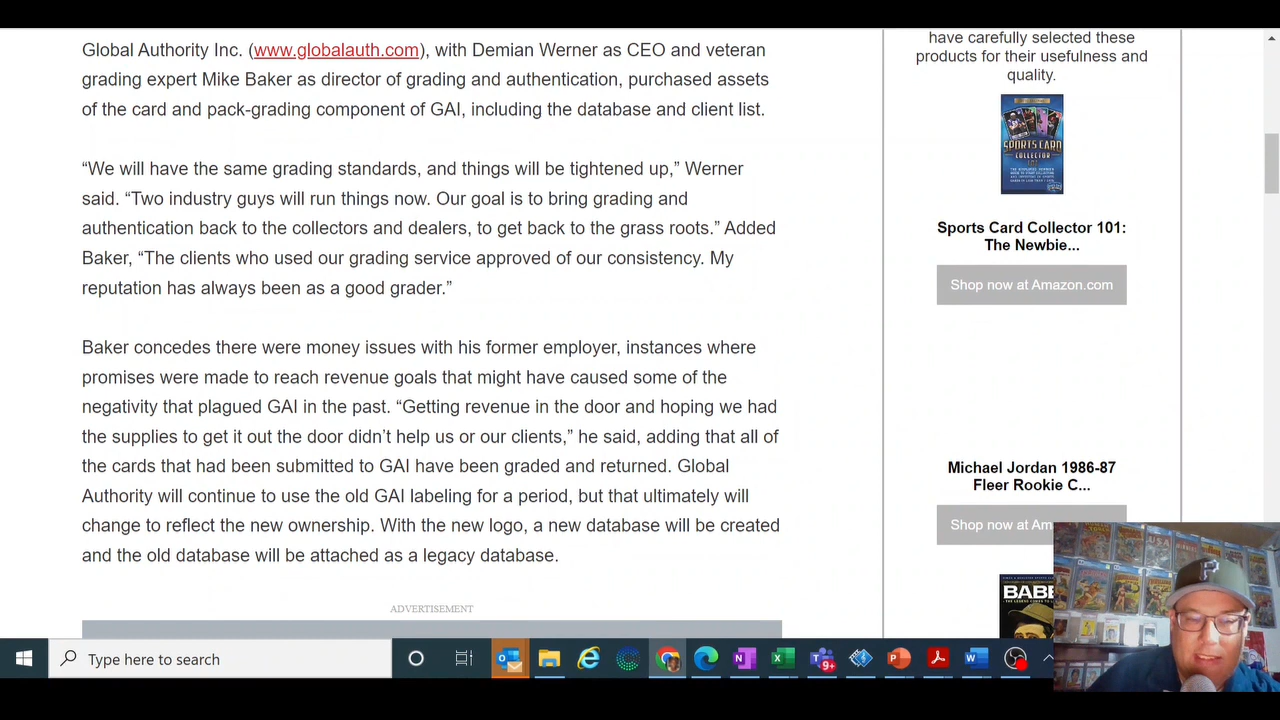 Global Authority Inc. (www.globalauth.com), with Demian Werner as CEO and veteran
grading expert Mike Baker as director of grading and authentication, purchased assets
of the card and pack-grading component of GAI, including the database and client list.
“We will have the same grading standards, and things will be tightened up,” Werner
said. “Two industry guys will run things now. Our goal is to bring grading and
authentication back to the collectors and dealers, to get back to the grass roots.” Added
Baker, “The clients who used our grading service approved of our consistency. My
reputation has always been as a good grader.”
Baker concedes there were money issues with his former employer, instances where
promises were made to reach revenue goals that might have caused some of the
negativity that plagued GAI in the past. “Getting revenue in the door and hoping we had
the supplies to get it out the door didn’t help us or our clients,” he said, adding that all of
the cards that had been submitted to GAI have been graded and returned. Global
Authority will continue to use the old GAI labeling for a period, but that ultimately will
change to reflect the new ownership. With the new logo, a new database will be created
and the old database will be attached as a legacy database.
ADVERTISEMENT
have carefully selected these
products for their usefulness and
quality.
SPORTS CARD
COLLECTOR
101
Sports Card Collector 101:
The Newbie...
Shop now at Amazon.com
Michael Jordan 1986-87
Fleer Rookie C...
Shop now at Am
BABE
Type here to search
9+